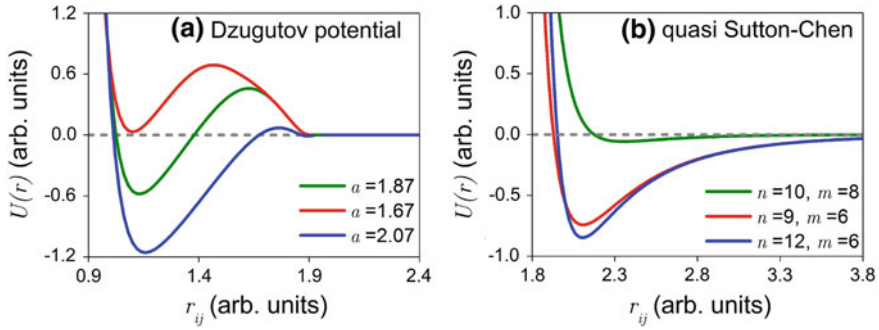 (a) Dzugutov potential
U(r) (arb. units)
1.2
0.6
0.0
-0.6
-1.2
a =1.87
a =1.67
a =2.07
0.9 1.4 1.9 2.4
r_ij (arb. units)
(b) quasi Sutton-Chen
U(r) (arb. units)
1.0
0.5
0.0
-0.5
-1.0
n =10, m =8
n =9, m =6
n =12, m =6
1.8 2.3 2.8 3.3 3.8
r_ij (arb. units)